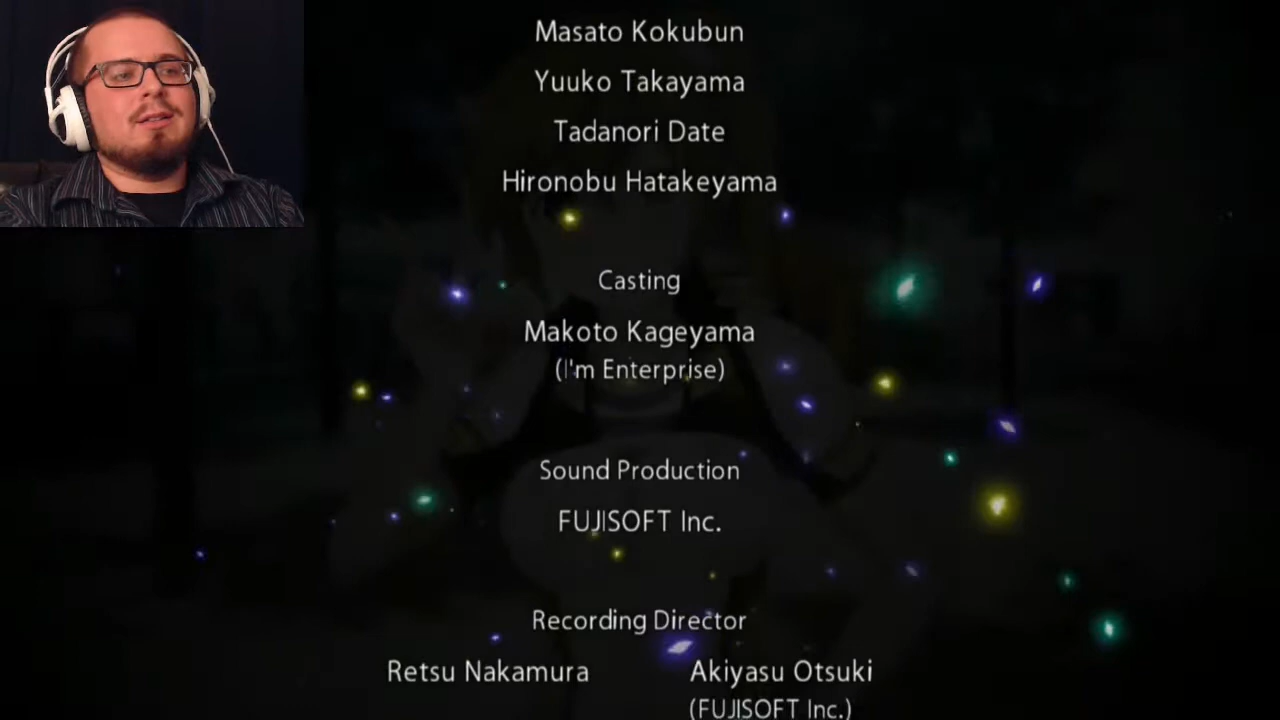 Masato Kokubun
Yuuko Takayama
Tadanori Date
Hironobu Hatakeyama
Casting
Makoto Kageyama
(I'm Enterprise)
Sound Production
FUJISOFT Inc.
Recording Director
Retsu Nakamura
Akiyasu Otsuki
(FUJISOFT Inc.)